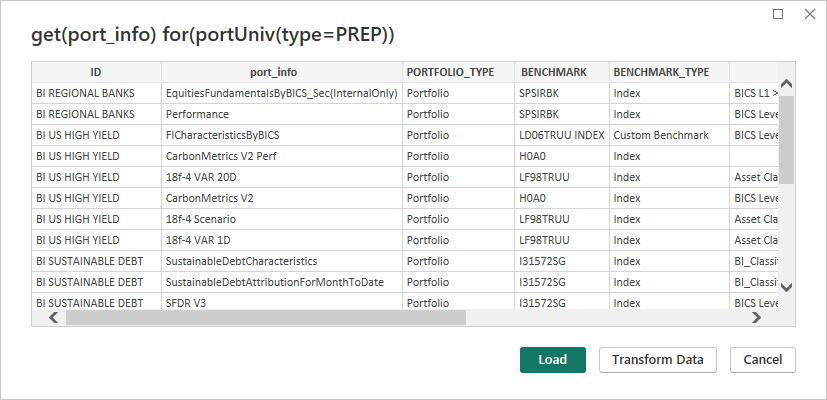 get(port_info) for(portUniv(type=PREP))
ID port_info PORTFOLIO_TYPE BENCHMARK BENCHMARK_TYPE
BI REGIONAL BANKS EquitiesFundamentalsByBICS_Sec(InternalOnly) Portfolio SPSIRBK Index BICS L1 >
BI REGIONAL BANKS Performance Portfolio SPSIRBK Index BICS Leve
BI US HIGH YIELD FICharacteristicsByBICS Portfolio LD06TRUU INDEX Custom Benchmark BICS Leve
BI US HIGH YIELD CarbonMetrics V2 Perf Portfolio H0A0 Index
BI US HIGH YIELD 18f-4 VAR 20D Portfolio LF98TRUU Index Asset Cla
BI US HIGH YIELD CarbonMetrics V2 Portfolio H0A0 Index BICS Leve
BI US HIGH YIELD 18f-4 Scenario Portfolio LF98TRUU Index Asset Cla
BI US HIGH YIELD 18f-4 VAR 1D Portfolio LF98TRUU Index Asset Cla
BI SUSTAINABLE DEBT SustainableDebtCharacteristics Portfolio I31572SG Index BI_Classif
BI SUSTAINABLE DEBT SustainableDebtAttributionForMonthToDate Portfolio I31572SG Index BI_Classif
BI SUSTAINABLE DEBT SFDR V3 Portfolio I31572SG Index BICS Leve
Load Transform Data Cancel